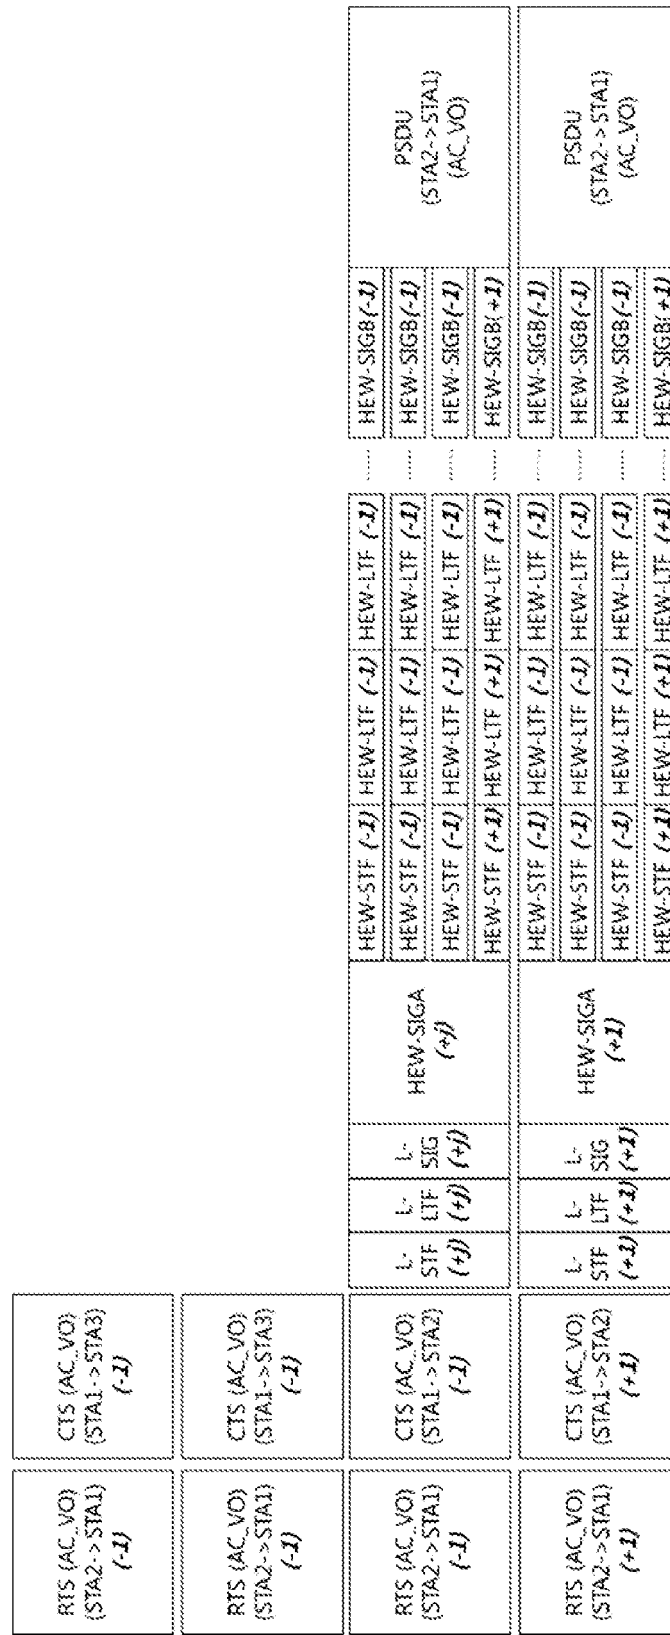 RTS (AC_VO)
(STA2->STA1)
(-1)
CTS (AC_VO)
(STA1->STA3)
(-1)
RTS (AC_VO)
(STA2->STA1)
(-1)
CTS (AC_VO)
(STA1->STA3)
(-1)
RTS (AC_VO)
(STA2->STA1)
(-1)
CTS (AC_VO)
(STA1->STA2)
(-1)
L-
STF
(+j)
L-
LTF
(+j)
L-
SIG
(+j)
HEW-SIGA
(+j)
HEW-STF (-1) HEW-LTF (-1) HEW-LTF (-1) ...... HEW-SIGB(-1)
HEW-STF (-1) HEW-LTF (-1) HEW-LTF (-1) ...... HEW-SIGB(-1)
HEW-STF (-1) HEW-LTF (-1) HEW-LTF (-1) ...... HEW-SIGB(-1)
HEW-STF (+1) HEW-LTF (+1) HEW-LTF (+1) ...... HEW-SIGB(+1)
PSDU
(STA2->STA1)
(AC_VO)
RTS (AC_VO)
(STA2->STA1)
(+1)
CTS (AC_VO)
(STA1->STA2)
(+1)
L-
STF
(+1)
L-
LTF
(+1)
L-
SIG
(+1)
HEW-SIGA
(+1)
HEW-STF (-1) HEW-LTF (-1) HEW-LTF (-1) ...... HEW-SIGB(-1)
HEW-STF (-1) HEW-LTF (-1) HEW-LTF (-1) ...... HEW-SIGB(-1)
HEW-STF (-1) HEW-LTF (-1) HEW-LTF (-1) ...... HEW-SIGB(-1)
HEW-STF (+1) HEW-LTF (+1) HEW-LTF (+1) ...... HEW-SIGB(+1)
PSDU
(STA2->STA1)
(AC_VO)